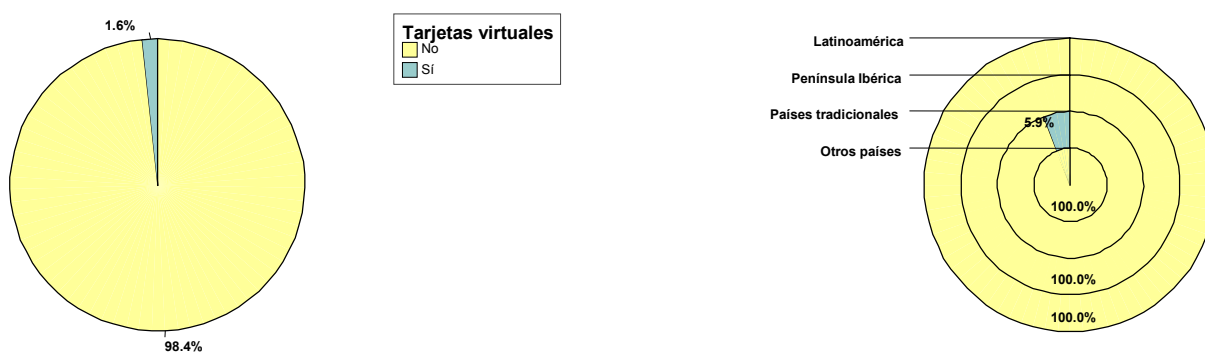 1.6%
Tarjetas virtuales
No
Sí
98.4%
Latinoamérica
Península Ibérica
Países tradicionales
5.9%
Otros países
100.0%
100.0%
100.0%